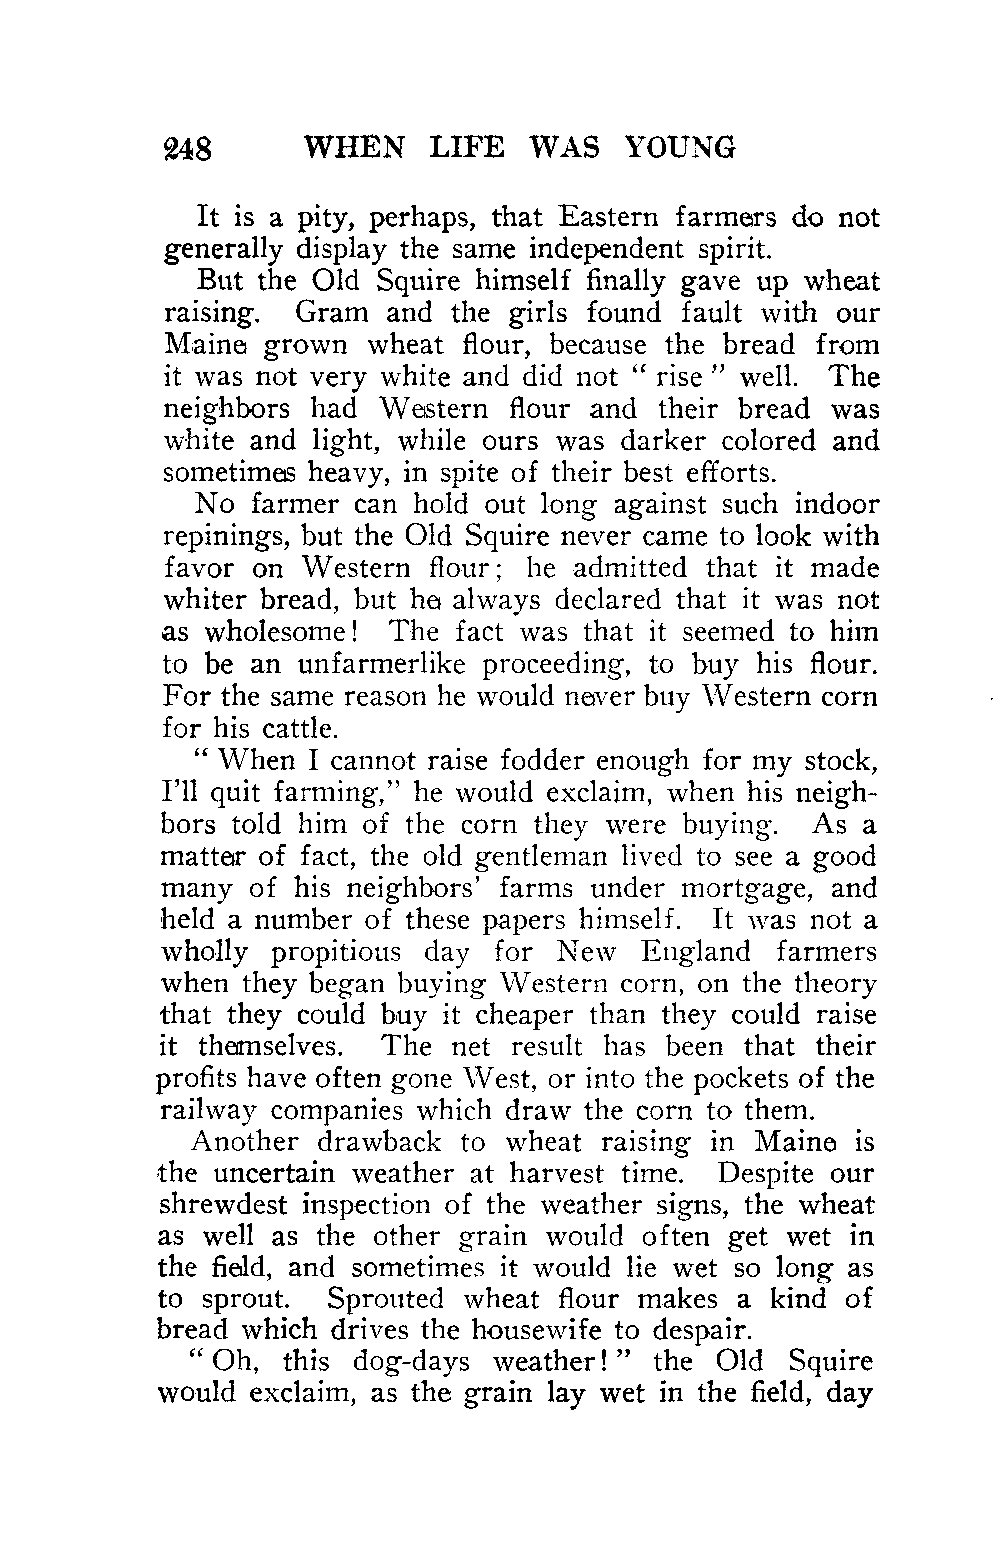 248 WHEN LIFE WAS YOUNG
It is a pity, perhaps, that Eastern farmers do not
generally display the same independent spirit.
But the Old Squire himself finally gave up wheat
raising. Gram and the girls found fault with our
Maine grown wheat flour, because the bread from
it was not very white and did not “ rise ” well. The
neighbors had Western flour and their bread was
white and light, while ours was darker colored and
sometimes heavy, in spite of their best efforts.
No farmer can hold out long against such indoor
repinings, but the Old Squire never came to look with
favor on Western flour; he admitted that it made
whiter bread, but he always declared that it was not
as wholesome! The fact was that it seemed to him
to be an unfarmerlike proceeding, to buy his flour.
For the same reason he would never buy Western corn
for his cattle.
“ When I cannot raise fodder enough for my stock,
I’ll quit farming,” he would exclaim, when his neigh-
bors told him of the corn they were buying. As a
matter of fact, the old gentleman lived to see a good
many of his neighbors’ farms under mortgage, and
held a number of these papers himself. It was not a
wholly propitious day for New England farmers
when they began buying Western corn, on the theory
that they could buy it cheaper than they could raise
it themselves. The net result has been that their
profits have often gone West, or into the pockets of the
railway companies which draw the corn to them.
Another drawback to wheat raising in Maine is
the uncertain weather at harvest time. Despite our
shrewdest inspection of the weather signs, the wheat
as well as the other grain would often get wet in
the field, and sometimes it would lie wet so long as
to sprout. Sprouted wheat flour makes a kind of
bread which drives the housewife to despair.
“ Oh, this dog-days weather! ” the Old Squire
would exclaim, as the grain lay wet in the field, day